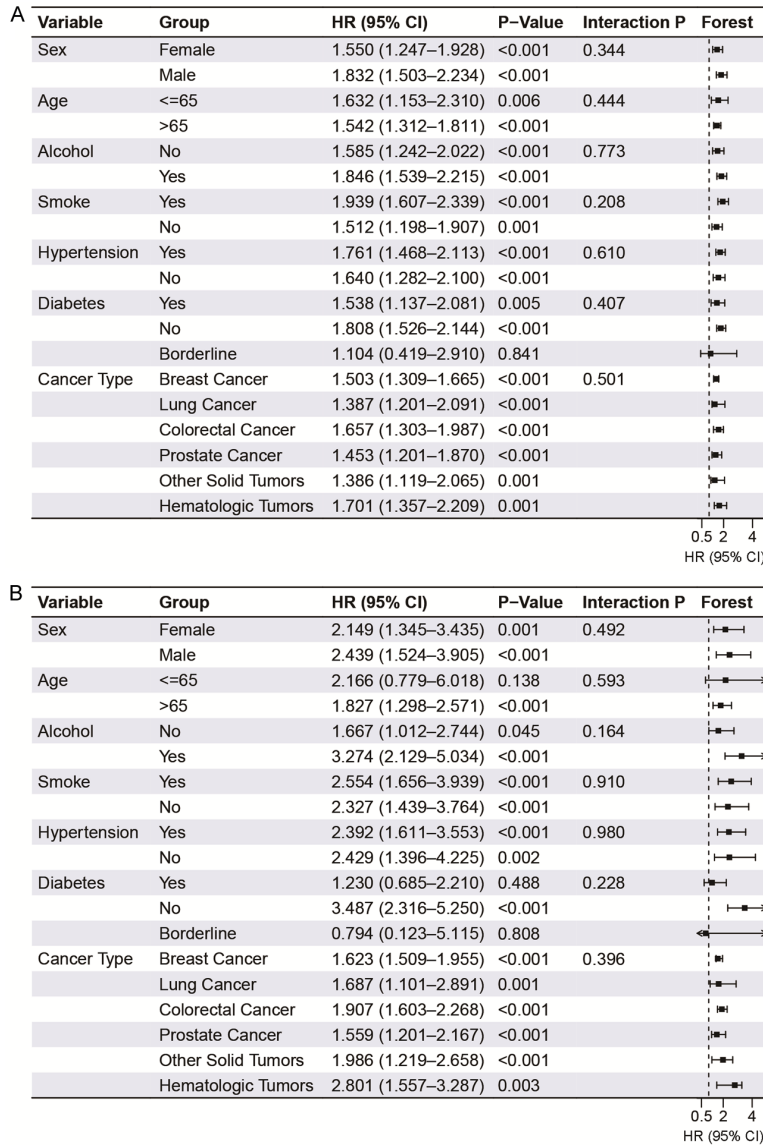 A
Variable Group HR (95% CI) P−Value Interaction P Forest
Sex Female 1.550 (1.247–1.928) <0.001 0.344
Male 1.832 (1.503–2.234) <0.001
Age <=65 1.632 (1.153–2.310) 0.006 0.444
>65 1.542 (1.312–1.811) <0.001
Alcohol No 1.585 (1.242–2.022) <0.001 0.773
Yes 1.846 (1.539–2.215) <0.001
Smoke Yes 1.939 (1.607–2.339) <0.001 0.208
No 1.512 (1.198–1.907) 0.001
Hypertension Yes 1.761 (1.468–2.113) <0.001 0.610
No 1.640 (1.282–2.100) <0.001
Diabetes Yes 1.538 (1.137–2.081) 0.005 0.407
No 1.808 (1.526–2.144) <0.001
Borderline 1.104 (0.419–2.910) 0.841
Cancer Type Breast Cancer 1.503 (1.309–1.665) <0.001 0.501
Lung Cancer 1.387 (1.201–2.091) <0.001
Colorectal Cancer 1.657 (1.303–1.987) <0.001
Prostate Cancer 1.453 (1.201–1.870) <0.001
Other Solid Tumors 1.386 (1.119–2.065) 0.001
Hematologic Tumors 1.701 (1.357–2.209) 0.001
0.5 2 4
HR (95% CI)
B
Variable Group HR (95% CI) P−Value Interaction P Forest
Sex Female 2.149 (1.345–3.435) 0.001 0.492
Male 2.439 (1.524–3.905) <0.001
Age <=65 2.166 (0.779–6.018) 0.138 0.593
>65 1.827 (1.298–2.571) <0.001
Alcohol No 1.667 (1.012–2.744) 0.045 0.164
Yes 3.274 (2.129–5.034) <0.001
Smoke Yes 2.554 (1.656–3.939) <0.001 0.910
No 2.327 (1.439–3.764) <0.001
Hypertension Yes 2.392 (1.611–3.553) <0.001 0.980
No 2.429 (1.396–4.225) 0.002
Diabetes Yes 1.230 (0.685–2.210) 0.488 0.228
No 3.487 (2.316–5.250) <0.001
Borderline 0.794 (0.123–5.115) 0.808
Cancer Type Breast Cancer 1.623 (1.509–1.955) <0.001 0.396
Lung Cancer 1.687 (1.101–2.891) 0.001
Colorectal Cancer 1.907 (1.603–2.268) <0.001
Prostate Cancer 1.559 (1.201–2.167) <0.001
Other Solid Tumors 1.986 (1.219–2.658) <0.001
Hematologic Tumors 2.801 (1.557–3.287) 0.003
0.5 2 4
HR (95% CI)